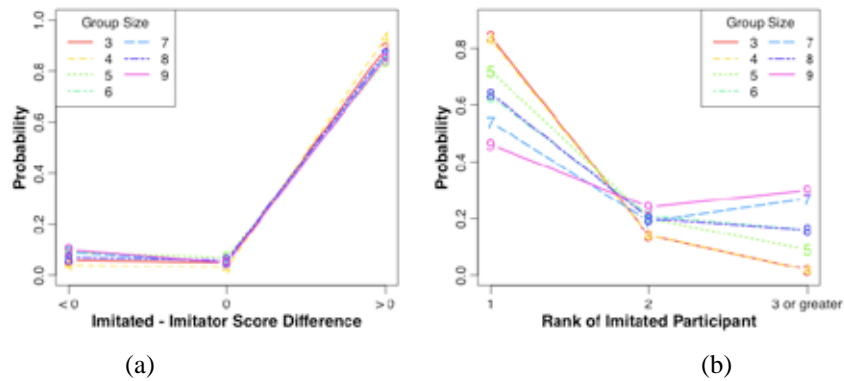 Group Size
3 7
4 8
5 9
6
Probability
0.0 0.2 0.4 0.6 0.8 1.0
< 0 0 > 0
Imitated - Imitator Score Difference
(a)
Group Size
3 7
4 8
5 9
6
Probability
0.0 0.2 0.4 0.6 0.8
1 2 3 or greater
Rank of Imitated Participant
(b)